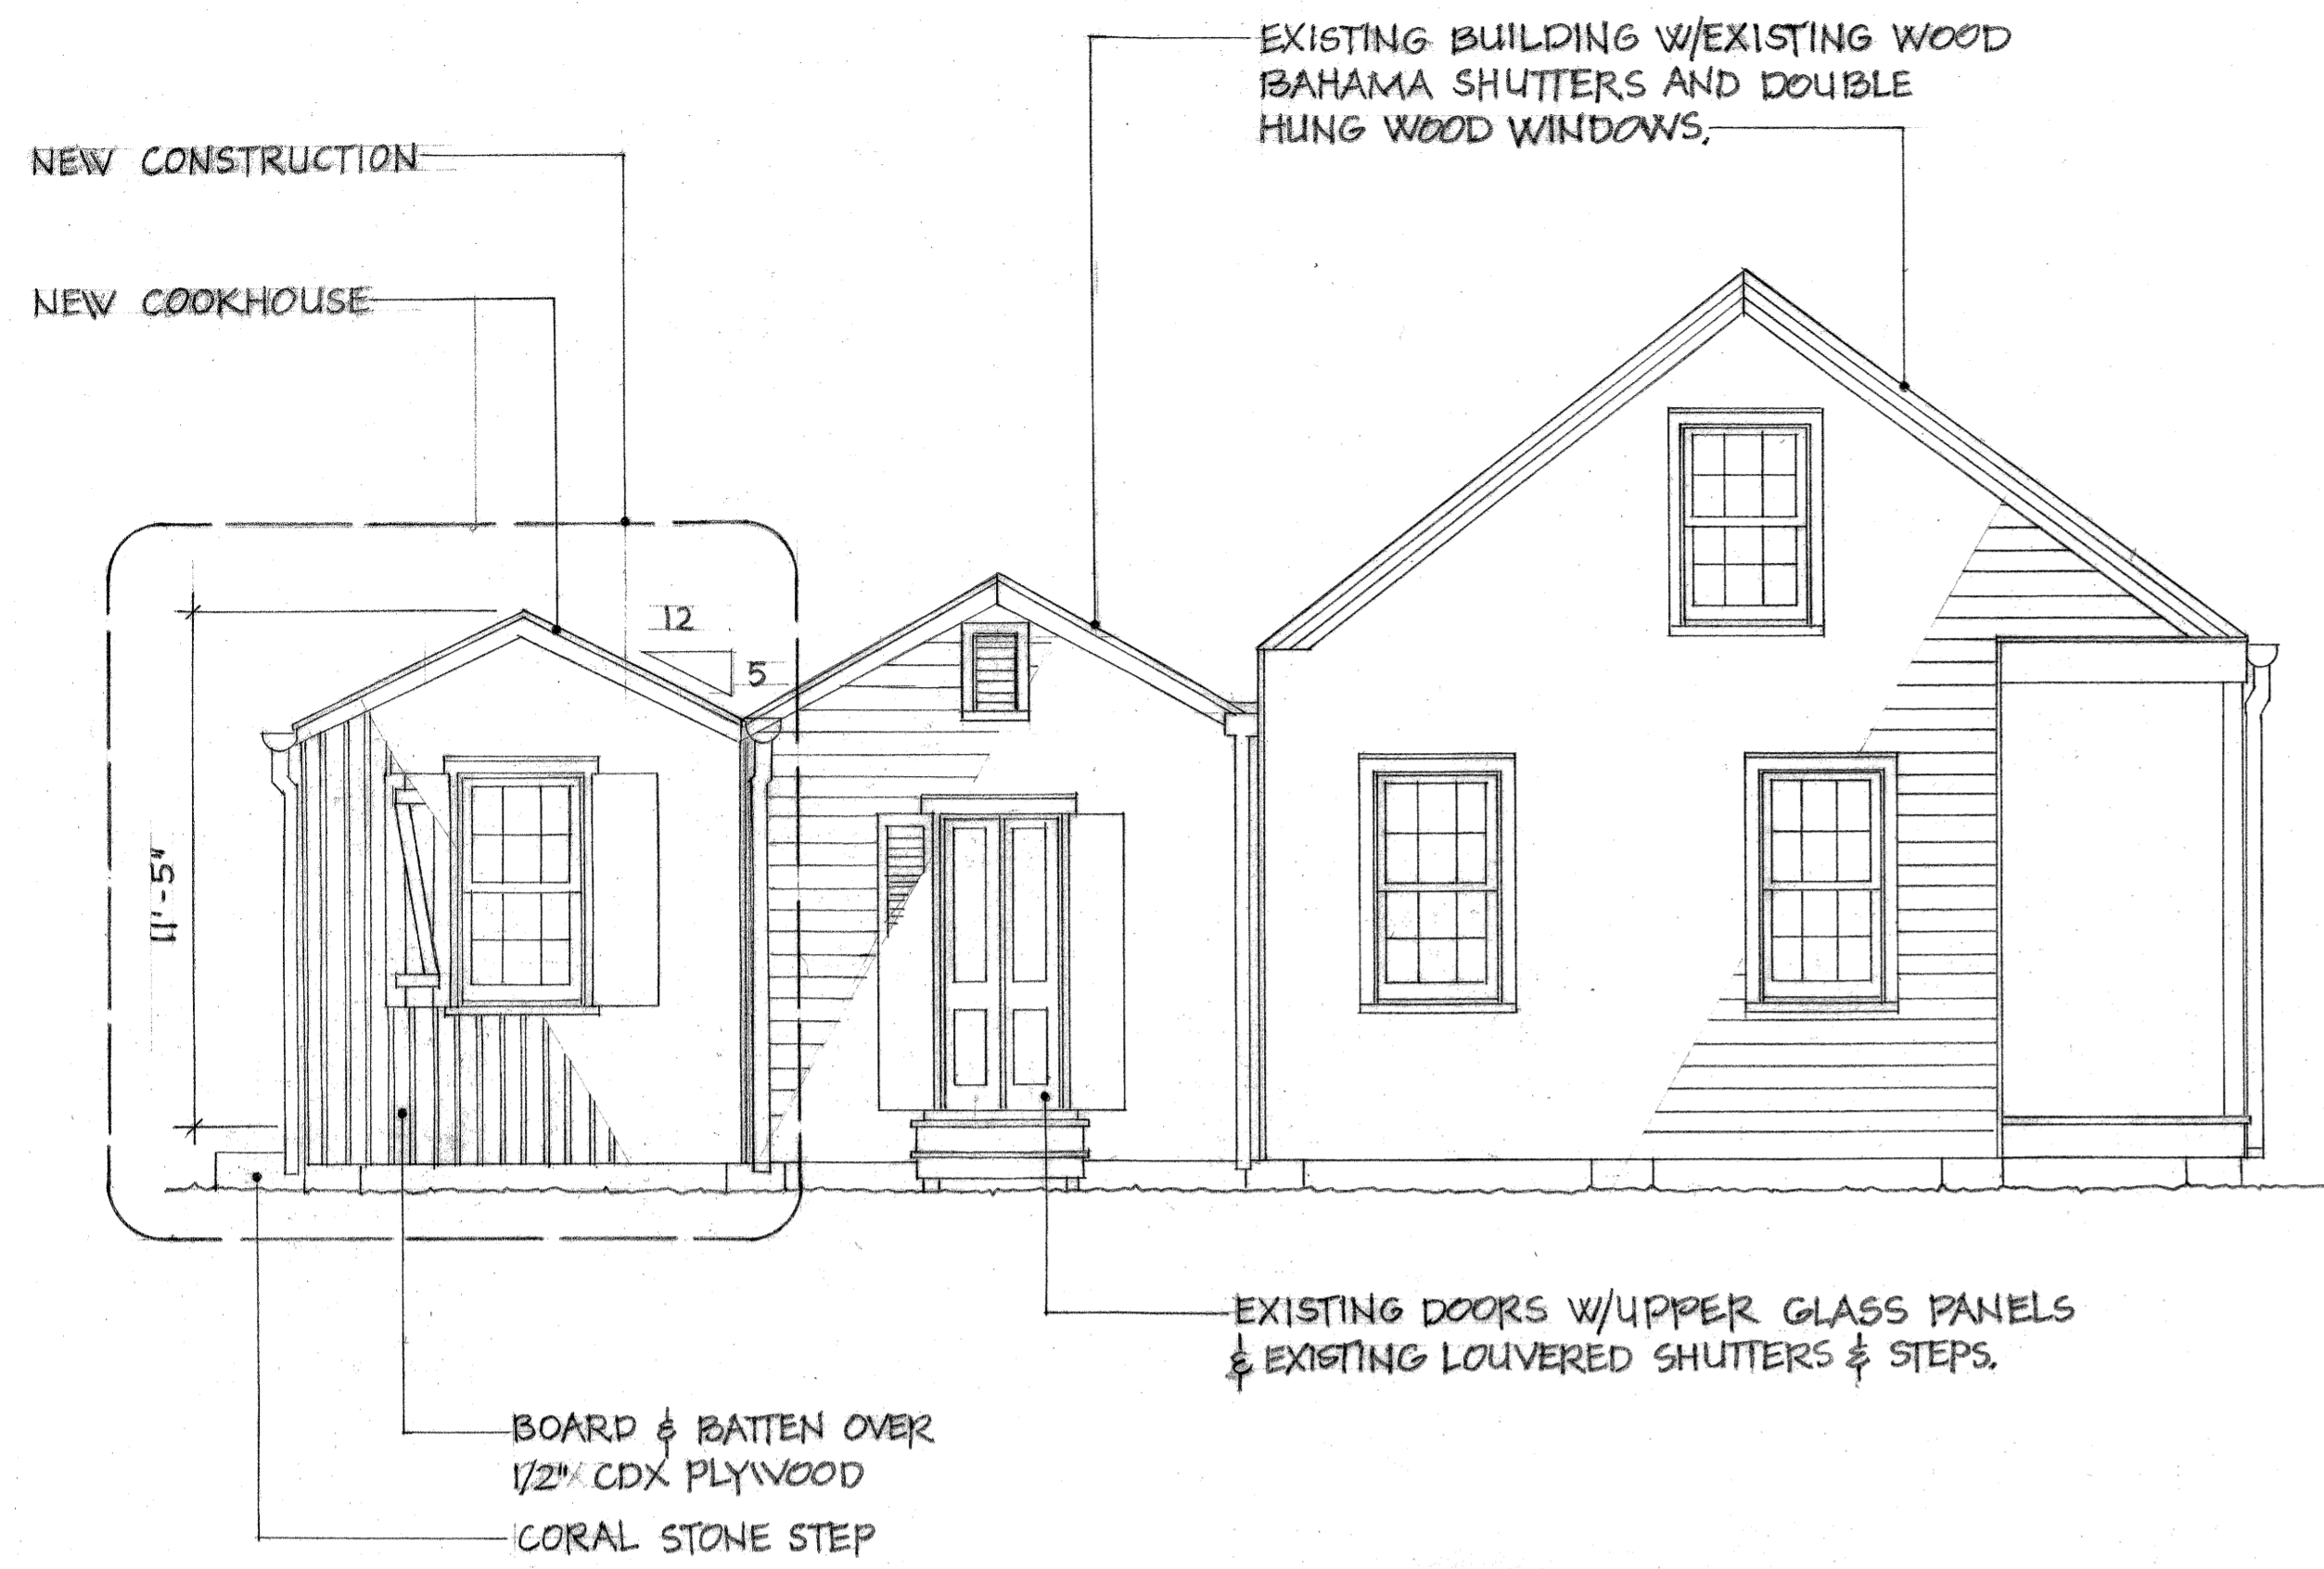 EXISTING BUILDING W/EXISTING WOOD
BAHAMA SHUTTERS AND DOUBLE
HUNG WOOD WINDOWS.
NEW CONSTRUCTION
NEW COOKHOUSE
12
5
11'-5"
EXISTING DOORS W/UPPER GLASS PANELS
& EXISTING LOUVERED SHUTTERS & STEPS.
BOARD & BATTEN OVER
1/2" CDX PLYWOOD
CORAL STONE STEP